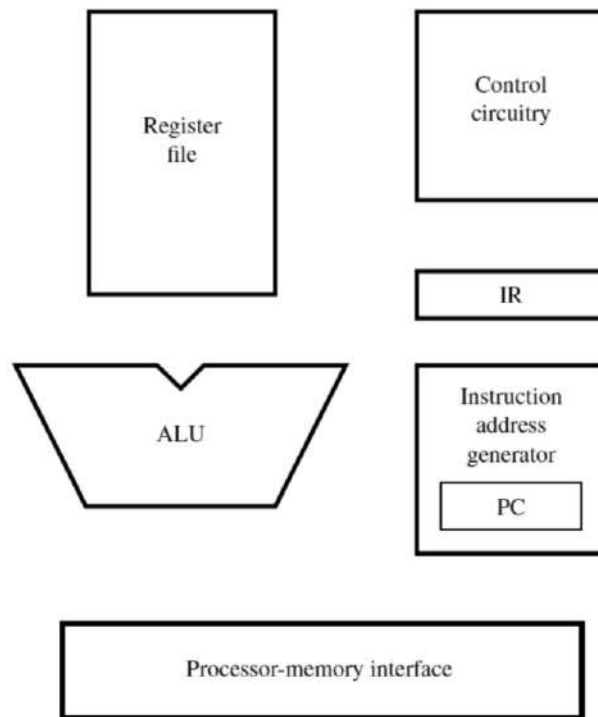 Register
file
Control
circuitry
IR
ALU
Instruction
address
generator
PC
Processor-memory interface